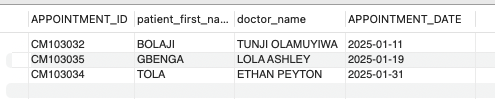 APPOINTMENT_ID patient_first_na... doctor_name APPOINTMENT_DATE
CM103032 BOLAJI TUNJI OLAMUYIWA 2025-01-11
CM103035 GBENGA LOLA ASHLEY 2025-01-19
CM103034 TOLA ETHAN PEYTON 2025-01-31